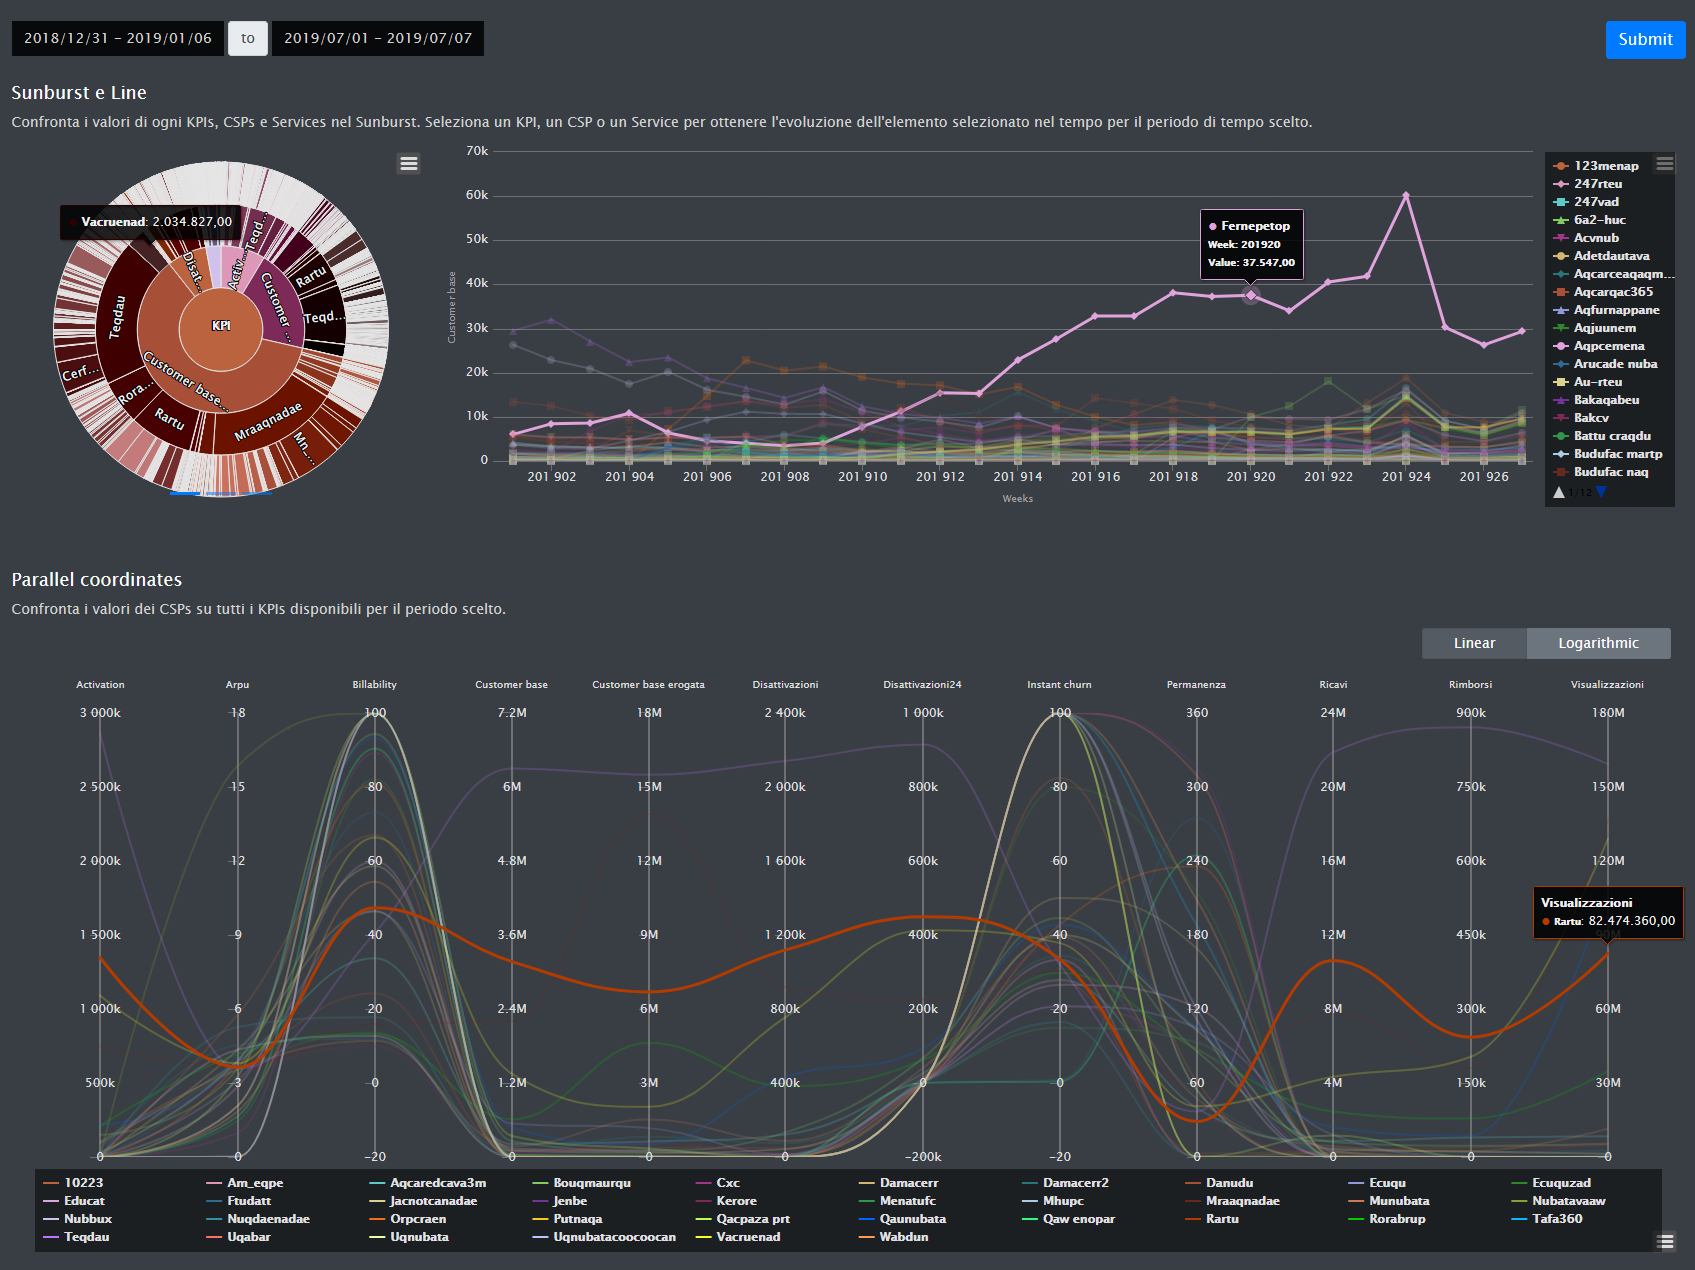 2018/12/31 – 2019/01/06 to 2019/07/01 – 2019/07/07
Submit
Sunburst e Line
Confronta i valori di ogni KPIs, CSPs e Services nel Sunburst. Seleziona un KPI, un CSP o un Service per ottenere l'evoluzione dell'elemento selezionato nel tempo per il periodo di tempo scelto.
Vacruenad: 2.034.827,00
KPI
Disat...
Activ...
Teqd...
Customer ...
Rartu
Teqd...
Customer base...
Teqdau
Cerf...
Rora...
Rartu
Mraaqnadae
Mn....
Customer base
70k
60k
50k
40k
30k
20k
10k
0
Fernepetop
Week: 201920
Value: 37.547,00
201 902 201 904 201 906 201 908 201 910 201 912 201 914 201 916 201 918 201 920 201 922 201 924 201 926
Weeks
123menap
247rteu
247vad
6a2-huc
Acvnub
Adetdautava
Aqcarceaqaqm...
Aqcarqac365
Aqfurnappane
Aqjuunem
Aqpcemena
Arucade nuba
Au-rteu
Bakaqabeu
Bakcv
Battu craqdu
Budufac martp
Budufac naq
1/12
Parallel coordinates
Confronta i valori dei CSPs su tutti i KPIs disponibili per il periodo scelto.
Linear Logarithmic
Activation Arpu Billability Customer base Customer base erogata Disattivazioni Disattivazioni24 Instant churn Permanenza Ricavi Rimborsi Visualizzazioni
3 000k 18 100 7.2M 18M 2 400k 1 000k 100 360 24M 900k 180M
2 500k 15 80 6M 15M 2 000k 800k 80 300 20M 750k 150M
2 000k 12 60 4.8M 12M 1 600k 600k 60 240 16M 600k 120M
Visualizzazioni
Rartu: 82.474.360,00
1 500k 9 40 3.6M 9M 1 200k 400k 40 180 12M 450k 90M
1 000k 6 20 2.4M 6M 800k 200k 20 120 8M 300k 60M
500k 3 0 1.2M 3M 400k 0 0 60 4M 150k 30M
0 0 -20 0 0 0 -200k -20 0 0 0 0
10223 Am_eqpe Aqcaredcava3m Bouqmaurqu Cxc Damacerr Damacerr2 Danudu Ecuqu Ecuquzad
Educat Ftudatt Jacnotcanadae Jenbe Kerore Menatufc Mhupc Mraaqnadae Munubata Nubatavaaw
Nubbux Nuqdaenadae Orpcraen Putnaqa Qacpaza prt Qaunubata Qaw enopar Rartu Rorabrup Tafa360
Teqdau Uqabar Uqnubata Uqnubatacoocoocan Vacruenad Wabdun